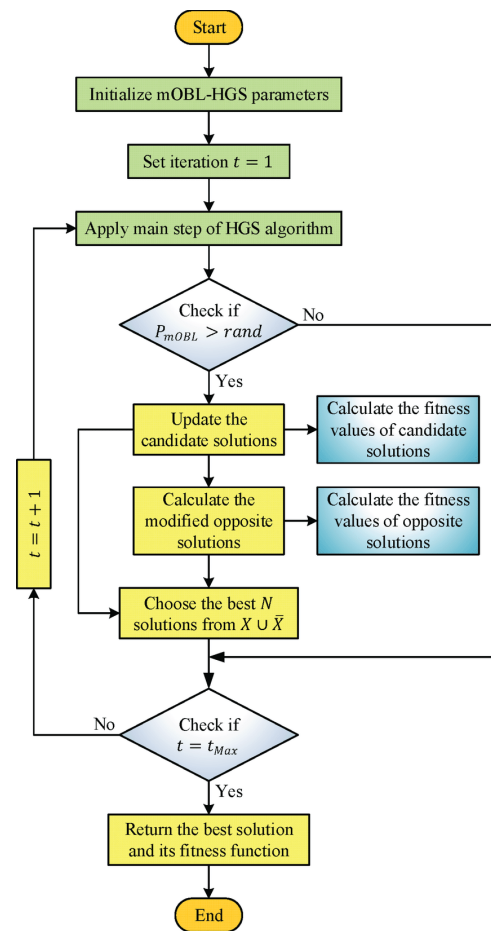 Start
Initialize mOBL-HGS parameters
Set iteration t = 1
Apply main step of HGS algorithm
Check if
P_mOBL > rand
No
Yes
Update the
candidate solutions
Calculate the fitness
values of candidate
solutions
Calculate the
modified opposite
solutions
Calculate the fitness
values of opposite
solutions
t = t + 1
Choose the best N
solutions from X ∪ X̄
No
Check if
t = t_Max
Yes
Return the best solution
and its fitness function
End